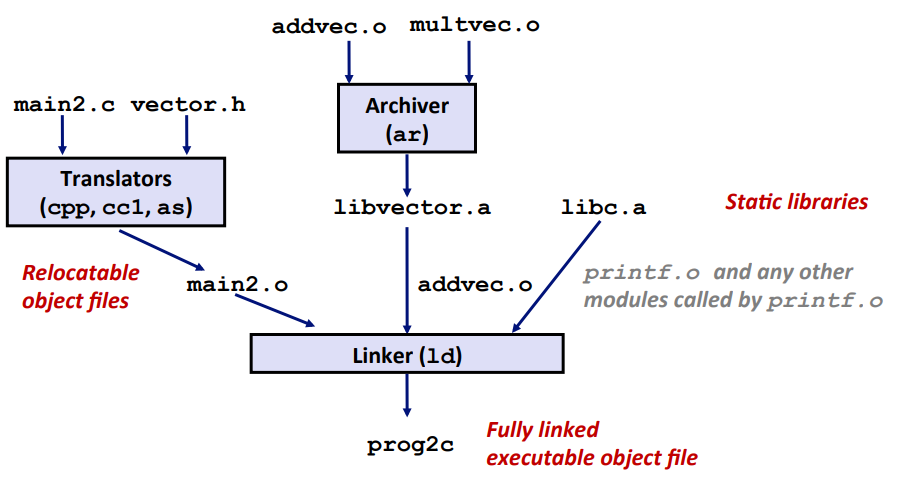 addvec.o multvec.o
main2.c vector.h
Archiver
(ar)
Translators
(cpp, cc1, as)
libvector.a
libc.a
Static libraries
Relocatable
object files
main2.o
addvec.o
printf.o and any other
modules called by printf.o
Linker (ld)
prog2c
Fully linked
executable object file